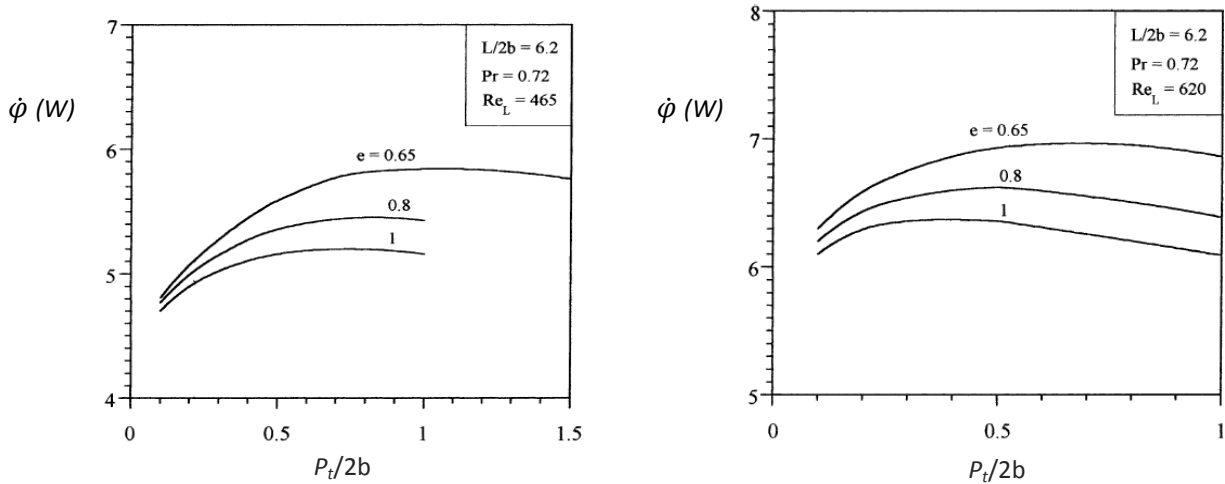 7
6
5
4
φ̇ (W)
L/2b = 6.2
Pr = 0.72
Re_L = 465
e = 0.65
0.8
1
0
0.5
1
1.5
P_t/2b
8
7
6
5
φ̇ (W)
L/2b = 6.2
Pr = 0.72
Re_L = 620
e = 0.65
0.8
1
0
0.5
1
P_t/2b